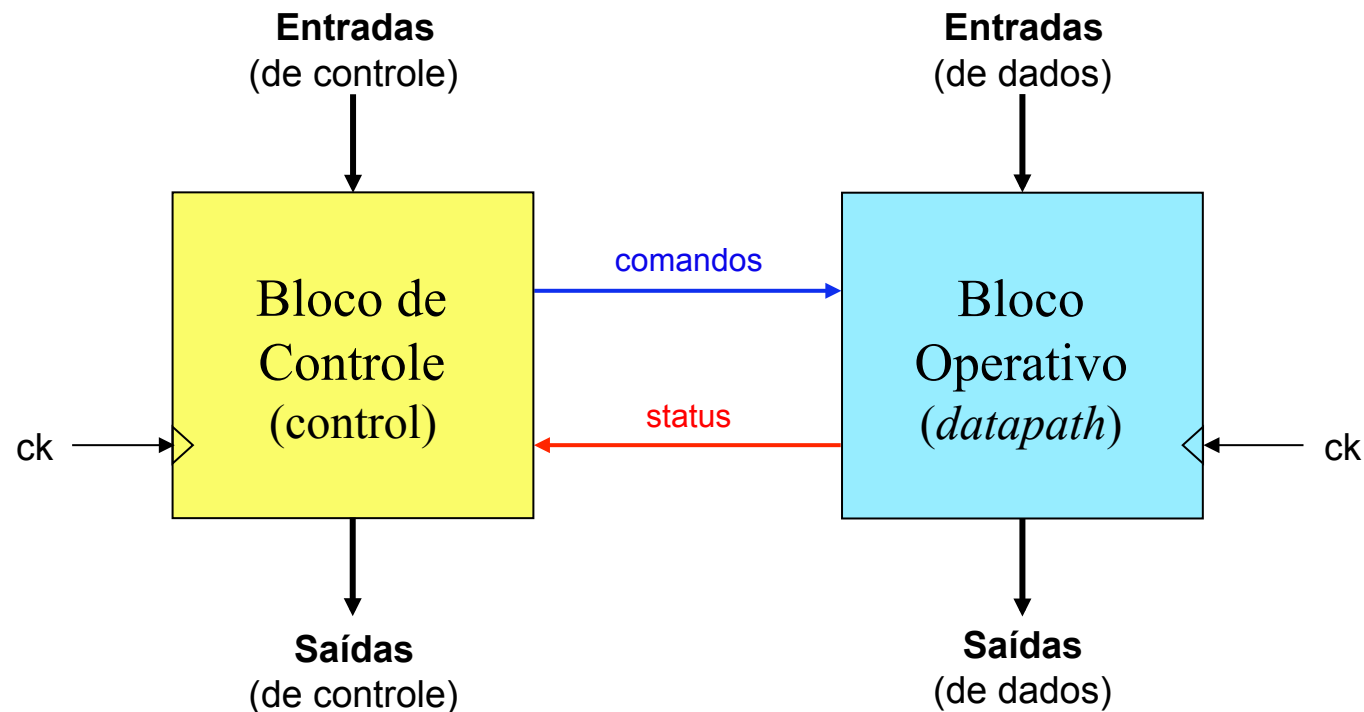 Entradas
(de controle)
Entradas
(de dados)
comandos
Bloco de
Controle
(control)
Bloco
Operativo
(datapath)
status
ck
ck
Saídas
(de controle)
Saídas
(de dados)